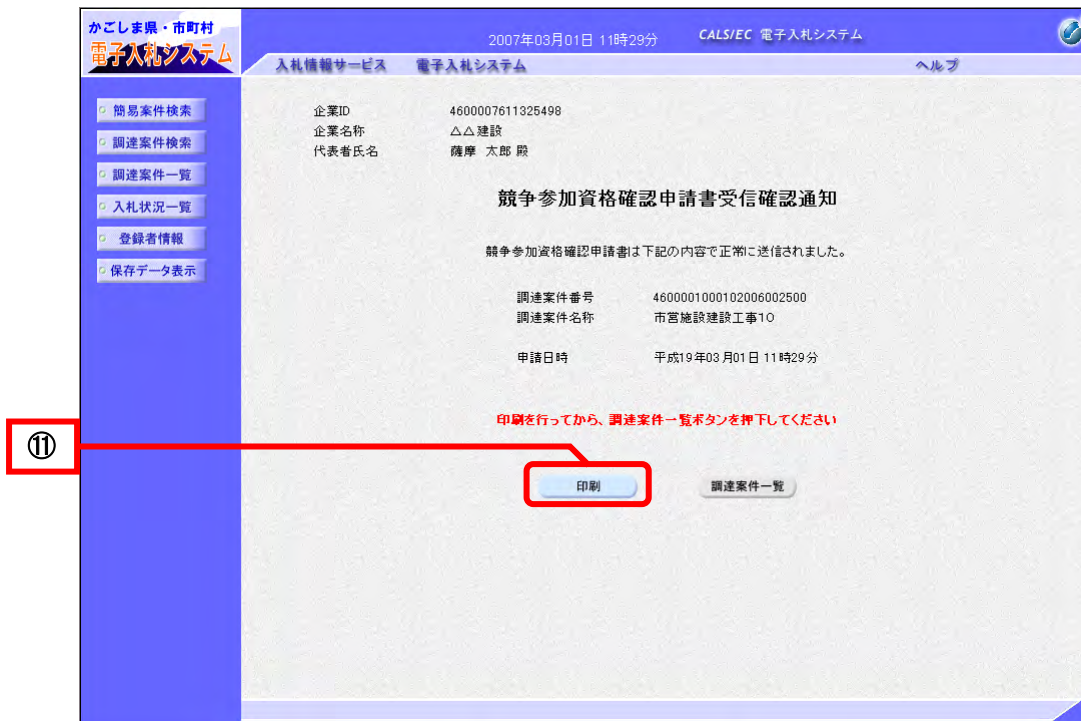 かごしま県・市町村
電子入札システム
2007年03月01日 11時29分
CALS/EC 電子入札システム
入札情報サービス
電子入札システム
ヘルプ
簡易案件検索
調達案件検索
調達案件一覧
入札状況一覧
登録者情報
保存データ表示
企業ID 4600007611325498
企業名称 △△建設
代表者氏名 薩摩 太郎 殿
競争参加資格確認申請書受信確認通知
競争参加資格確認申請書は下記の内容で正常に送信されました。
調達案件番号 4600001000102006002500
調達案件名称 市営施設建設工事10
申請日時 平成19年03月01日 11時29分
印刷を行ってから、調達案件一覧ボタンを押下してください
⑪
印刷
調達案件一覧